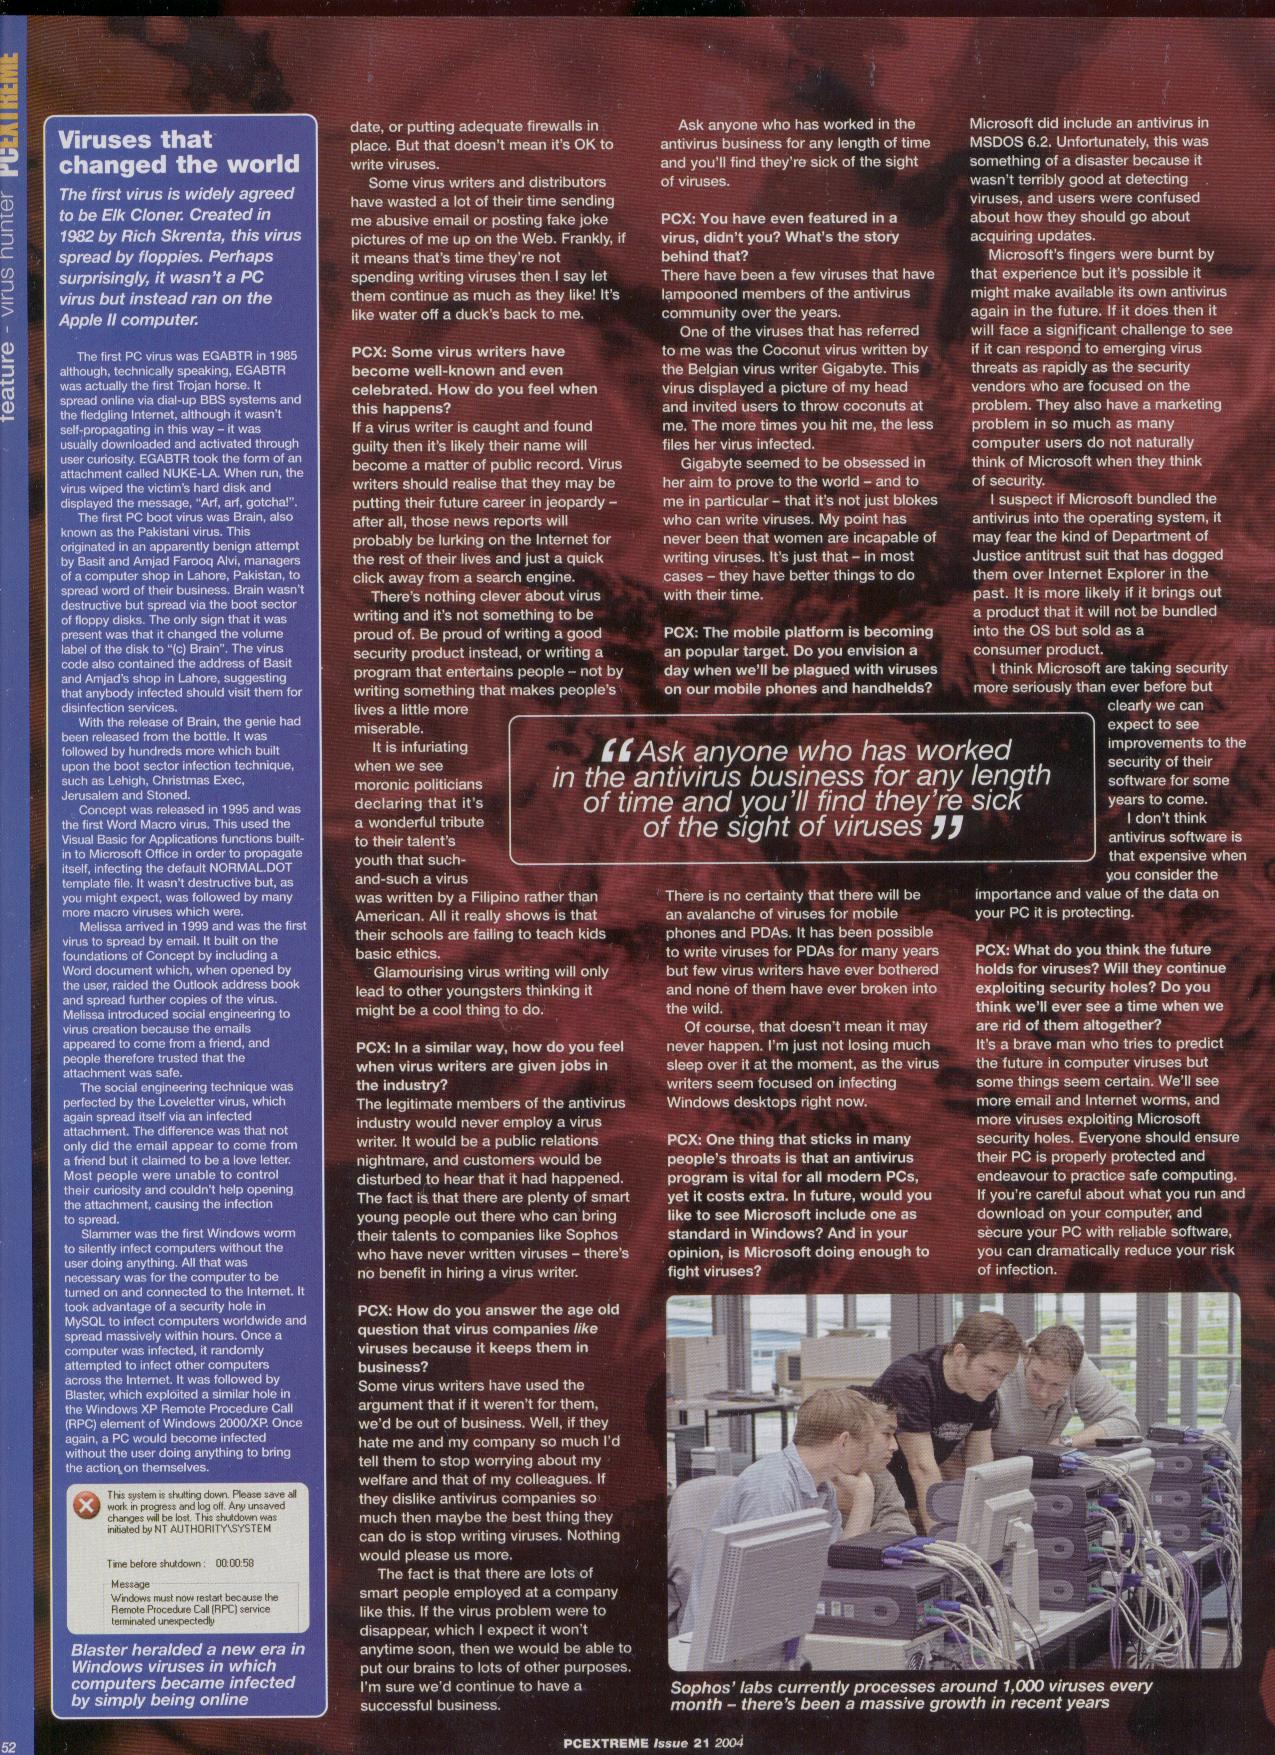 feature - virus hunter PCEXTREME
Viruses that
changed the world
The first virus is widely agreed
to be Elk Cloner. Created in
1982 by Rich Skrenta, this virus
spread by floppies. Perhaps
surprisingly, it wasn't a PC
virus but instead ran on the
Apple II computer.
The first PC virus was EGABTR in 1985
although, technically speaking, EGABTR
was actually the first Trojan horse. It
spread online via dial-up BBS systems and
the fledgling Internet, although it wasn't
self-propagating in this way – it was
usually downloaded and activated through
user curiosity. EGABTR took the form of an
attachment called NUKE-LA. When run, the
virus wiped the victim's hard disk and
displayed the message, "Arf, arf, gotcha!".
The first PC boot virus was Brain, also
known as the Pakistani virus. This
originated in an apparently benign attempt
by Basit and Amjad Farooq Alvi, managers
of a computer shop in Lahore, Pakistan, to
spread word of their business. Brain wasn't
destructive but spread via the boot sector
of floppy disks. The only sign that it was
present was that it changed the volume
label of the disk to "(c) Brain". The virus
code also contained the address of Basit
and Amjad's shop in Lahore, suggesting
that anybody infected should visit them for
disinfection services.
With the release of Brain, the genie had
been released from the bottle. It was
followed by hundreds more which built
upon the boot sector infection technique,
such as Lehigh, Christmas Exec,
Jerusalem and Stoned.
Concept was released in 1995 and was
the first Word Macro virus. This used the
Visual Basic for Applications functions built-
in to Microsoft Office in order to propagate
itself, infecting the default NORMAL.DOT
template file. It wasn't destructive but, as
you might expect, was followed by many
more macro viruses which were.
Melissa arrived in 1999 and was the first
virus to spread by email. It built on the
foundations of Concept by including a
Word document which, when opened by
the user, raided the Outlook address book
and spread further copies of the virus.
Melissa introduced social engineering to
virus creation because the emails
appeared to come from a friend, and
people therefore trusted that the
attachment was safe.
The social engineering technique was
perfected by the Loveletter virus, which
again spread itself via an infected
attachment. The difference was that not
only did the email appear to come from
a friend but it claimed to be a love letter.
Most people were unable to control
their curiosity and couldn't help opening
the attachment, causing the infection
to spread.
Slammer was the first Windows worm
to silently infect computers without the
user doing anything. All that was
necessary was for the computer to be
turned on and connected to the Internet. It
took advantage of a security hole in
MySQL to infect computers worldwide and
spread massively within hours. Once a
computer was infected, it randomly
attempted to infect other computers
across the Internet. It was followed by
Blaster, which exploited a similar hole in
the Windows XP Remote Procedure Call
(RPC) element of Windows 2000/XP. Once
again, a PC would become infected
without the user doing anything to bring
the action on themselves.
This system is shutting down. Please save all
work in progress and log off. Any unsaved
changes will be lost. This shutdown was
initiated by NT AUTHORITY\SYSTEM
Time before shutdown : 00:00:58
Message
Windows must now restart because the
Remote Procedure Call (RPC) service
terminated unexpectedly
Blaster heralded a new era in
Windows viruses in which
computers became infected
by simply being online
date, or putting adequate firewalls in
place. But that doesn't mean it's OK to
write viruses.
Some virus writers and distributors
have wasted a lot of their time sending
me abusive email or posting fake joke
pictures of me up on the Web. Frankly, if
it means that's time they're not
spending writing viruses then I say let
them continue as much as they like! It's
like water off a duck's back to me.
PCX: Some virus writers have
become well-known and even
celebrated. How do you feel when
this happens?
If a virus writer is caught and found
guilty then it's likely their name will
become a matter of public record. Virus
writers should realise that they may be
putting their future career in jeopardy –
after all, those news reports will
probably be lurking on the Internet for
the rest of their lives and just a quick
click away from a search engine.
There's nothing clever about virus
writing and it's not something to be
proud of. Be proud of writing a good
security product instead, or writing a
program that entertains people – not by
writing something that makes people's
lives a little more
miserable.
It is infuriating
when we see
moronic politicians
declaring that it's
a wonderful tribute
to their talent's
youth that such-
and-such a virus
was written by a Filipino rather than
American. All it really shows is that
their schools are failing to teach kids
basic ethics.
Glamourising virus writing will only
lead to other youngsters thinking it
might be a cool thing to do.
PCX: In a similar way, how do you feel
when virus writers are given jobs in
the industry?
The legitimate members of the antivirus
industry would never employ a virus
writer. It would be a public relations
nightmare, and customers would be
disturbed to hear that it had happened.
The fact is that there are plenty of smart
young people out there who can bring
their talents to companies like Sophos
who have never written viruses – there's
no benefit in hiring a virus writer.
PCX: How do you answer the age old
question that virus companies like
viruses because it keeps them in
business?
Some virus writers have used the
argument that if it weren't for them,
we'd be out of business. Well, if they
hate me and my company so much I'd
tell them to stop worrying about my
welfare and that of my colleagues. If
they dislike antivirus companies so
much then maybe the best thing they
can do is stop writing viruses. Nothing
would please us more.
The fact is that there are lots of
smart people employed at a company
like this. If the virus problem were to
disappear, which I expect it won't
anytime soon, then we would be able to
put our brains to lots of other purposes.
I'm sure we'd continue to have a
successful business.
Ask anyone who has worked in the
antivirus business for any length of time
and you'll find they're sick of the sight
of viruses.
PCX: You have even featured in a
virus, didn't you? What's the story
behind that?
There have been a few viruses that have
lampooned members of the antivirus
community over the years.
One of the viruses that has referred
to me was the Coconut virus written by
the Belgian virus writer Gigabyte. This
virus displayed a picture of my head
and invited users to throw coconuts at
me. The more times you hit me, the less
files her virus infected.
Gigabyte seemed to be obsessed in
her aim to prove to the world – and to
me in particular – that it's not just blokes
who can write viruses. My point has
never been that women are incapable of
writing viruses. It's just that – in most
cases – they have better things to do
with their time.
PCX: The mobile platform is becoming
an popular target. Do you envision a
day when we'll be plagued with viruses
on our mobile phones and handhelds?
"Ask anyone who has worked
in the antivirus business for any length
of time and you'll find they're sick
of the sight of viruses"
There is no certainty that there will be
an avalanche of viruses for mobile
phones and PDAs. It has been possible
to write viruses for PDAs for many years
but few virus writers have ever bothered
and none of them have ever broken into
the wild.
Of course, that doesn't mean it may
never happen. I'm just not losing much
sleep over it at the moment, as the virus
writers seem focused on infecting
Windows desktops right now.
PCX: One thing that sticks in many
people's throats is that an antivirus
program is vital for all modern PCs,
yet it costs extra. In future, would you
like to see Microsoft include one as
standard in Windows? And in your
opinion, is Microsoft doing enough to
fight viruses?
Microsoft did include an antivirus in
MSDOS 6.2. Unfortunately, this was
something of a disaster because it
wasn't terribly good at detecting
viruses, and users were confused
about how they should go about
acquiring updates.
Microsoft's fingers were burnt by
that experience but it's possible it
might make available its own antivirus
again in the future. If it does then it
will face a significant challenge to see
if it can respond to emerging virus
threats as rapidly as the security
vendors who are focused on the
problem. They also have a marketing
problem in so much as many
computer users do not naturally
think of Microsoft when they think
of security.
I suspect if Microsoft bundled the
antivirus into the operating system, it
may fear the kind of Department of
Justice antitrust suit that has dogged
them over Internet Explorer in the
past. It is more likely if it brings out
a product that it will not be bundled
into the OS but sold as a
consumer product.
I think Microsoft are taking security
more seriously than ever before but
clearly we can
expect to see
improvements to the
security of their
software for some
years to come.
I don't think
antivirus software is
that expensive when
you consider the
importance and value of the data on
your PC it is protecting.
PCX: What do you think the future
holds for viruses? Will they continue
exploiting security holes? Do you
think we'll ever see a time when we
are rid of them altogether?
It's a brave man who tries to predict
the future in computer viruses but
some things seem certain. We'll see
more email and Internet worms, and
more viruses exploiting Microsoft
security holes. Everyone should ensure
their PC is properly protected and
endeavour to practice safe computing.
If you're careful about what you run and
download on your computer, and
secure your PC with reliable software,
you can dramatically reduce your risk
of infection.
Sophos' labs currently processes around 1,000 viruses every
month – there's been a massive growth in recent years
52
PCEXTREME Issue 21 2004